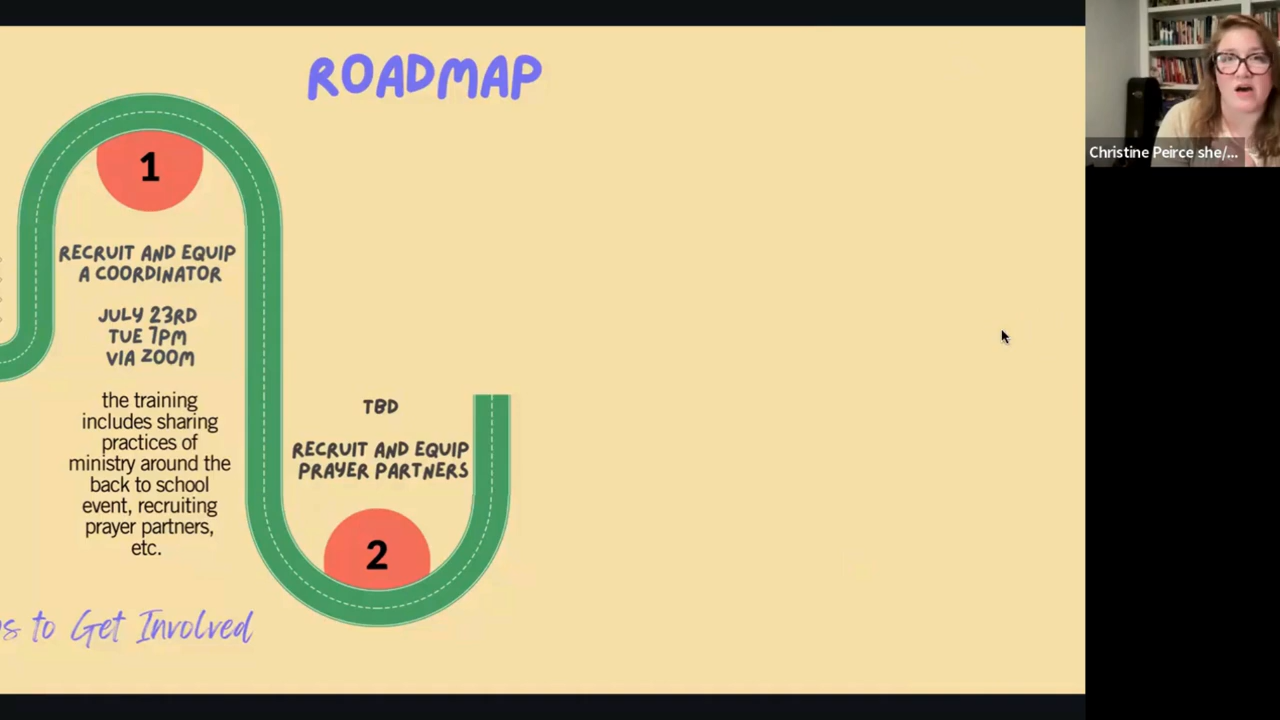 ROADMAP
1
RECRUIT AND EQUIP
A COORDINATOR
JULY 23RD
TUE 7PM
VIA ZOOM
the training
includes sharing
practices of
ministry around the
back to school
event, recruiting
prayer partners,
etc.
TBD
RECRUIT AND EQUIP
PRAYER PARTNERS
2
to Get Involved
Christine Peirce she/...